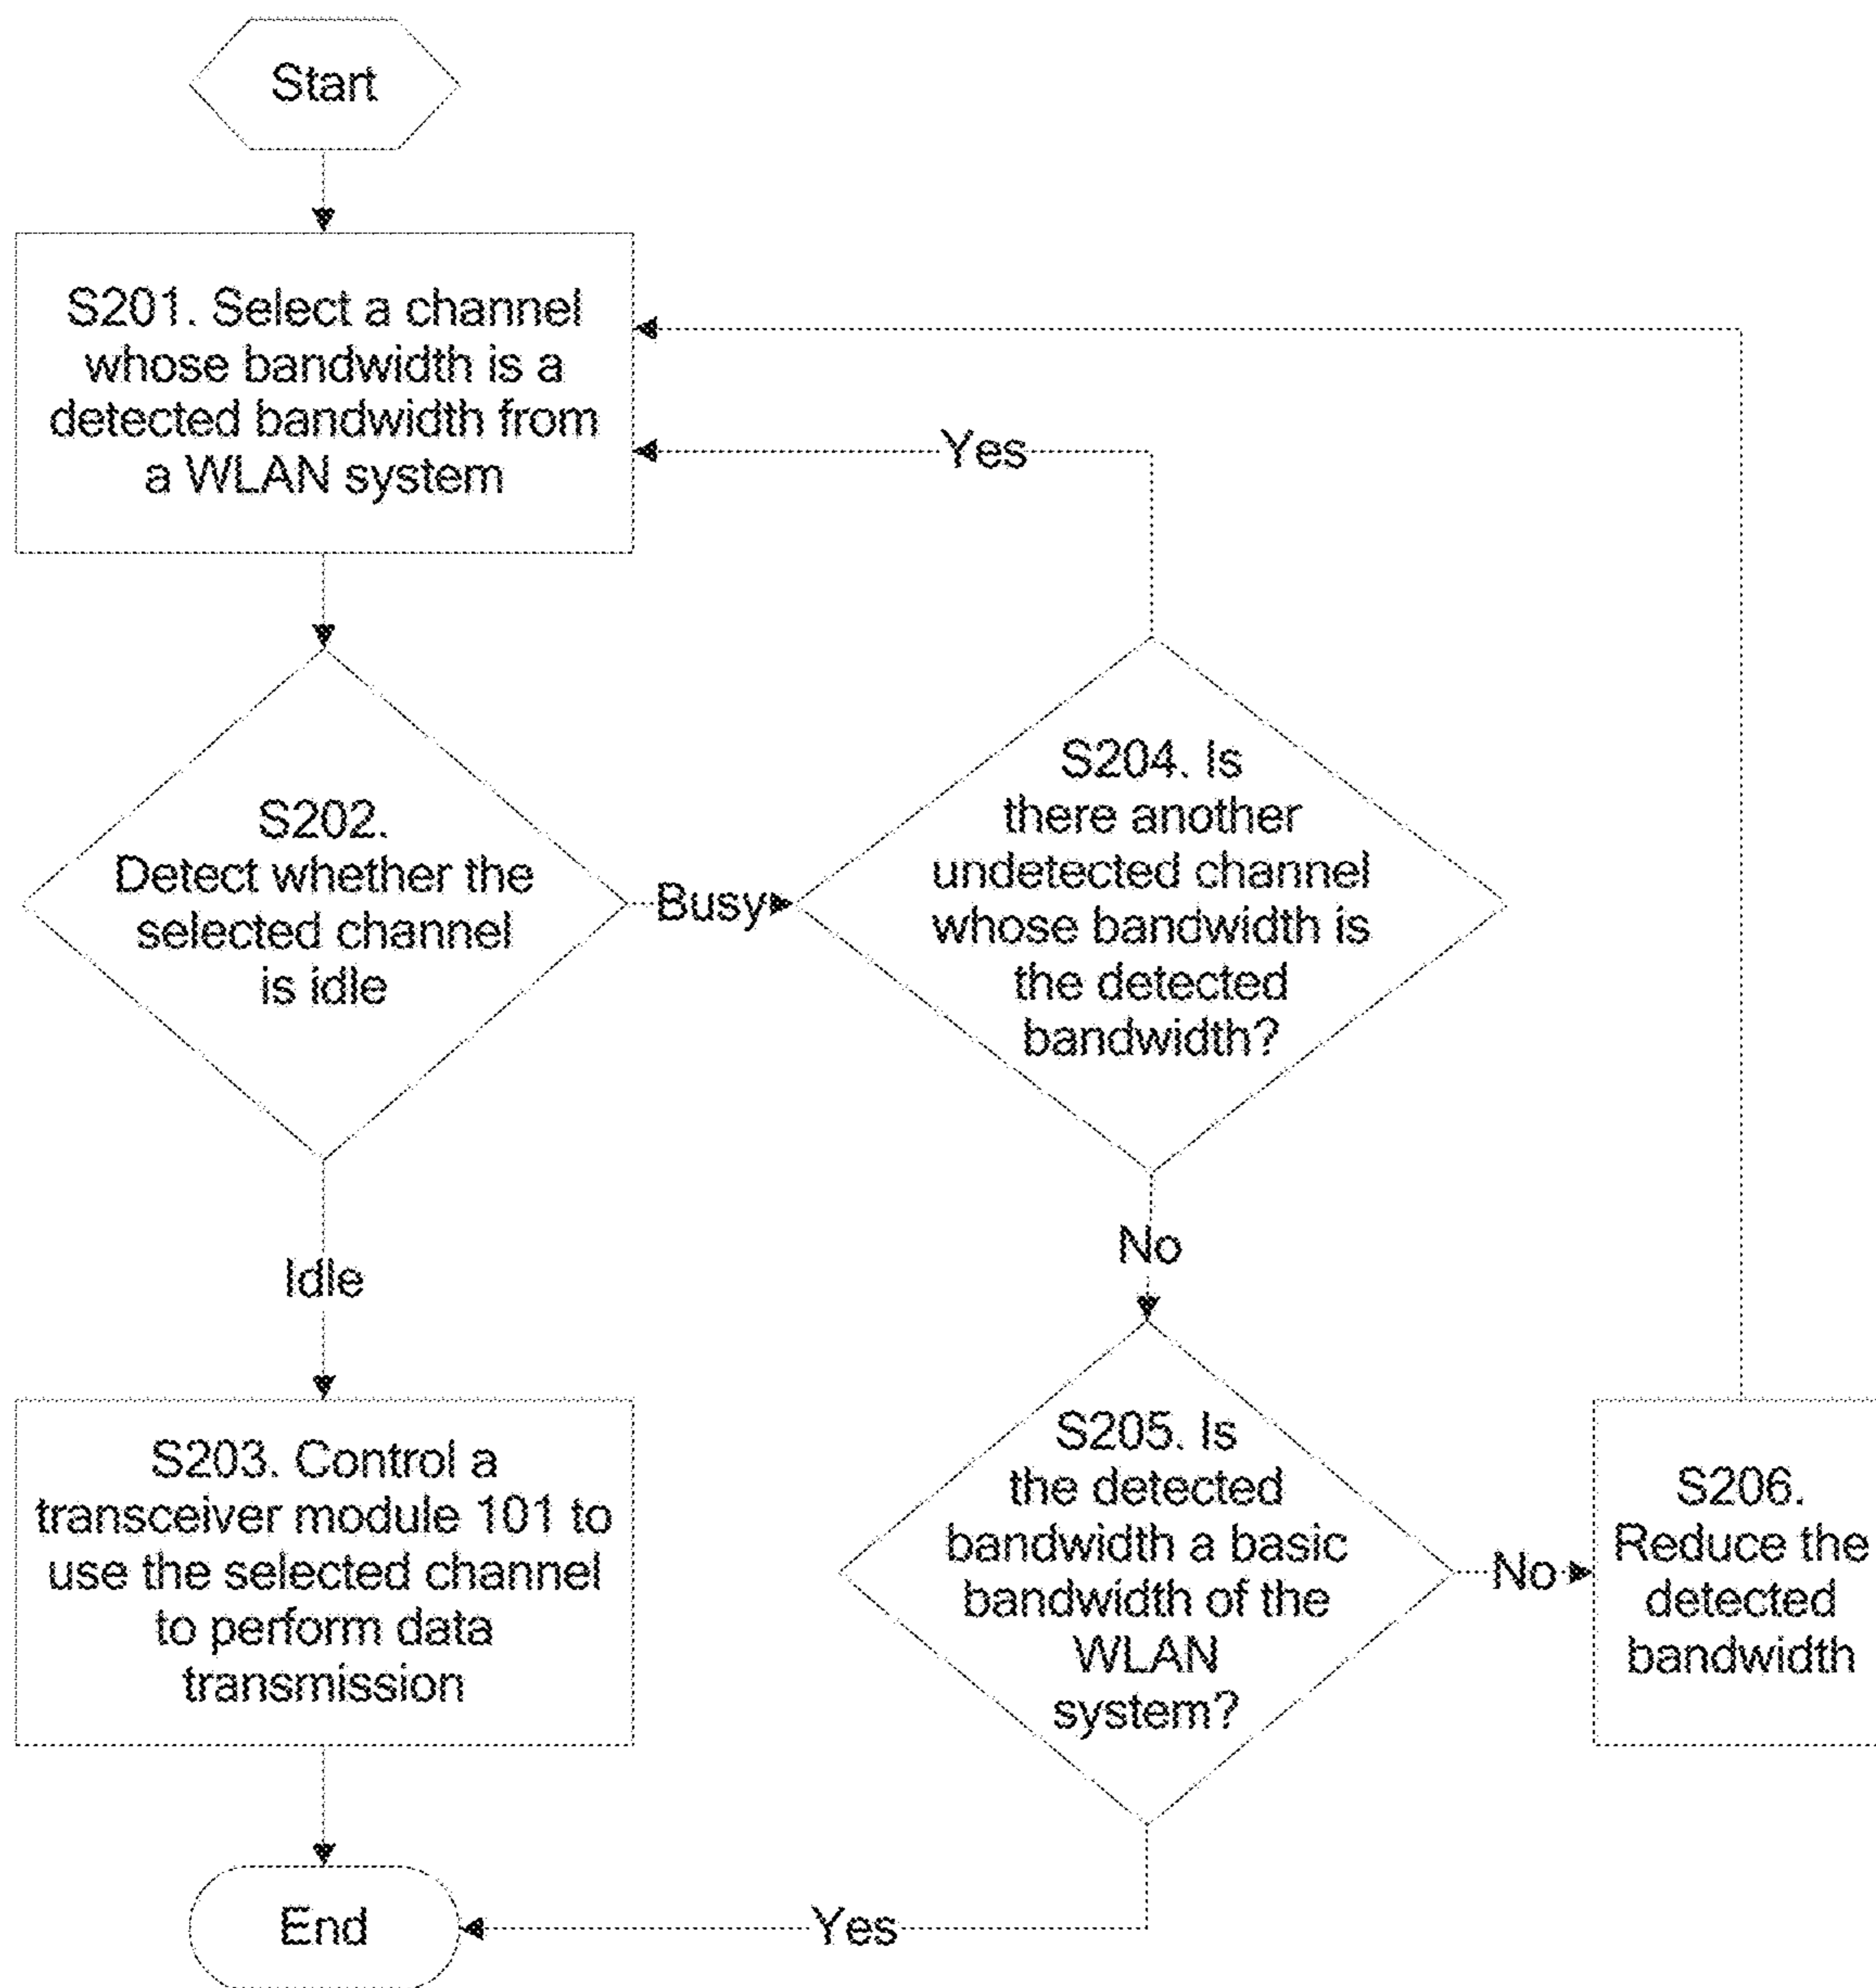 Start
S201. Select a channel
whose bandwidth is a
detected bandwidth from
a WLAN system
Yes
S202.
Detect whether the
selected channel
is idle
Busy
S204. Is
there another
undetected channel
whose bandwidth is
the detected
bandwidth?
Idle
No
S203. Control a
transceiver module 101 to
use the selected channel
to perform data
transmission
S205. Is
the detected
bandwidth a basic
bandwidth of the
WLAN
system?
No
S206.
Reduce the
detected
bandwidth
End
Yes